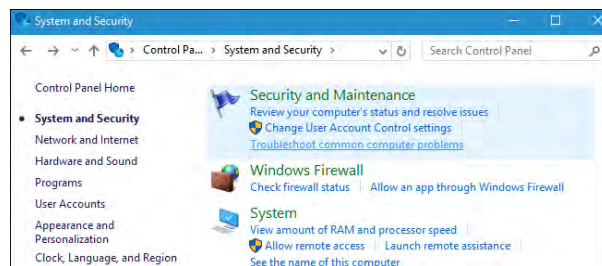 System and Security
Control Pa... > System and Security >
Search Control Panel
Control Panel Home
System and Security
Network and Internet
Hardware and Sound
Programs
User Accounts
Appearance and
Personalization
Clock, Language, and Region
Security and Maintenance
Review your computer's status and resolve issues
Change User Account Control settings
Troubleshoot common computer problems
Windows Firewall
Check firewall status | Allow an app through Windows Firewall
System
View amount of RAM and processor speed
Allow remote access | Launch remote assistance
See the name of this computer